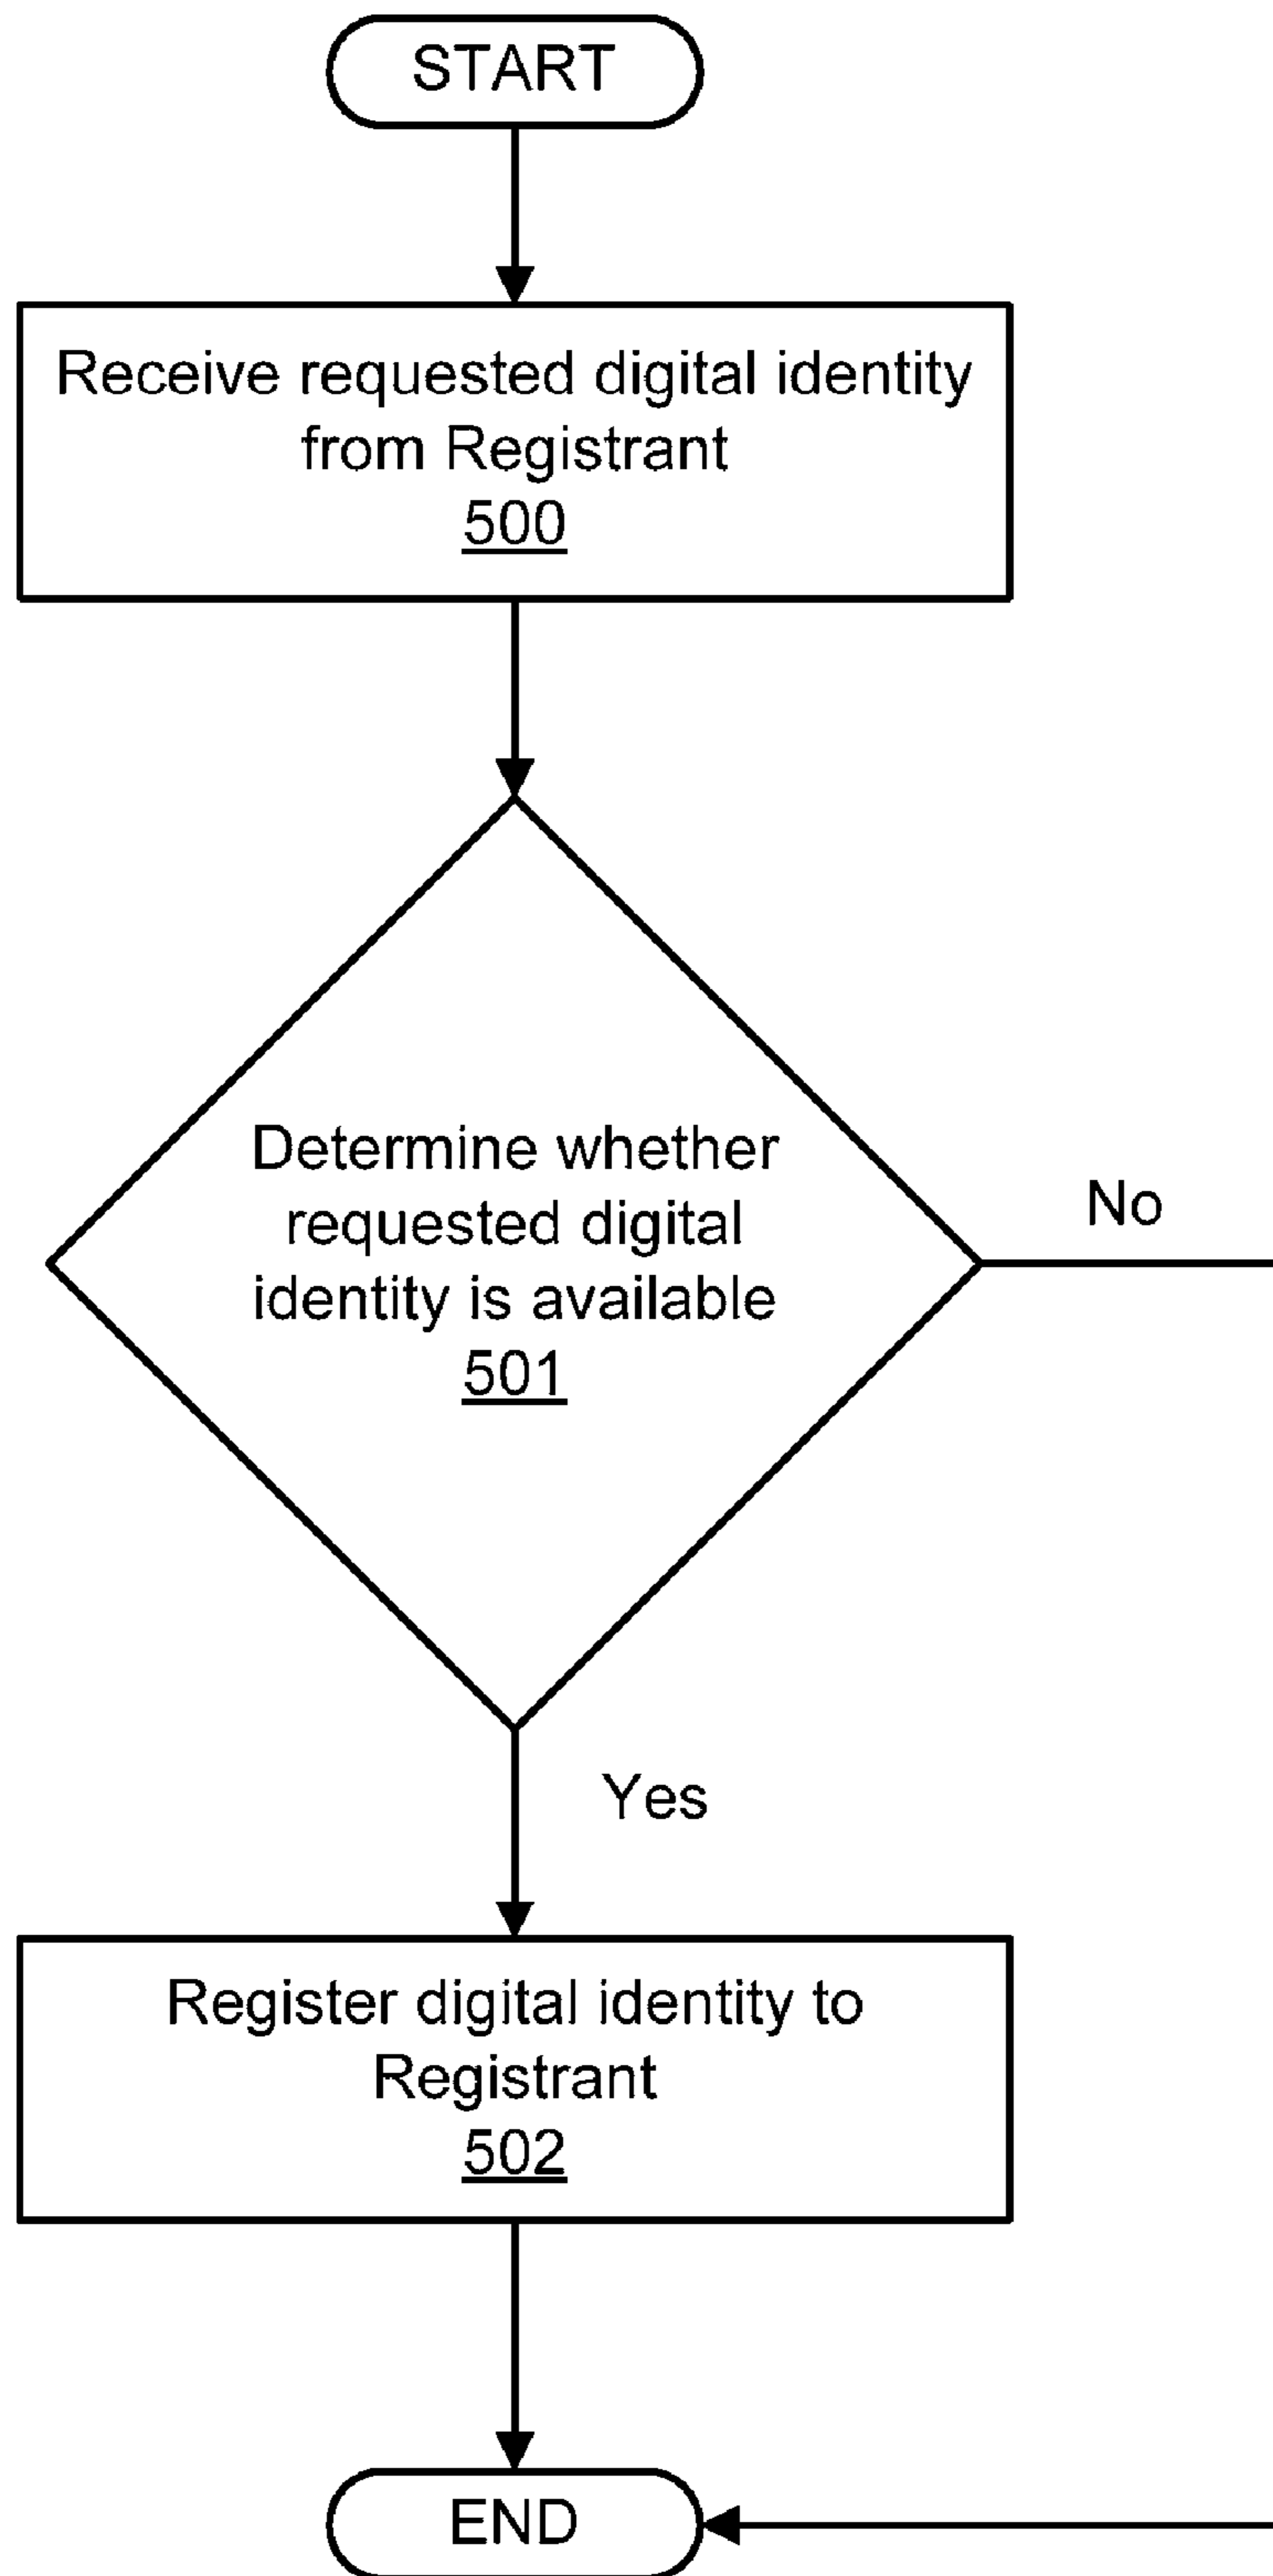 START
Receive requested digital identity
from Registrant
500
Determine whether
requested digital
identity is available
501
No
Yes
Register digital identity to
Registrant
502
END